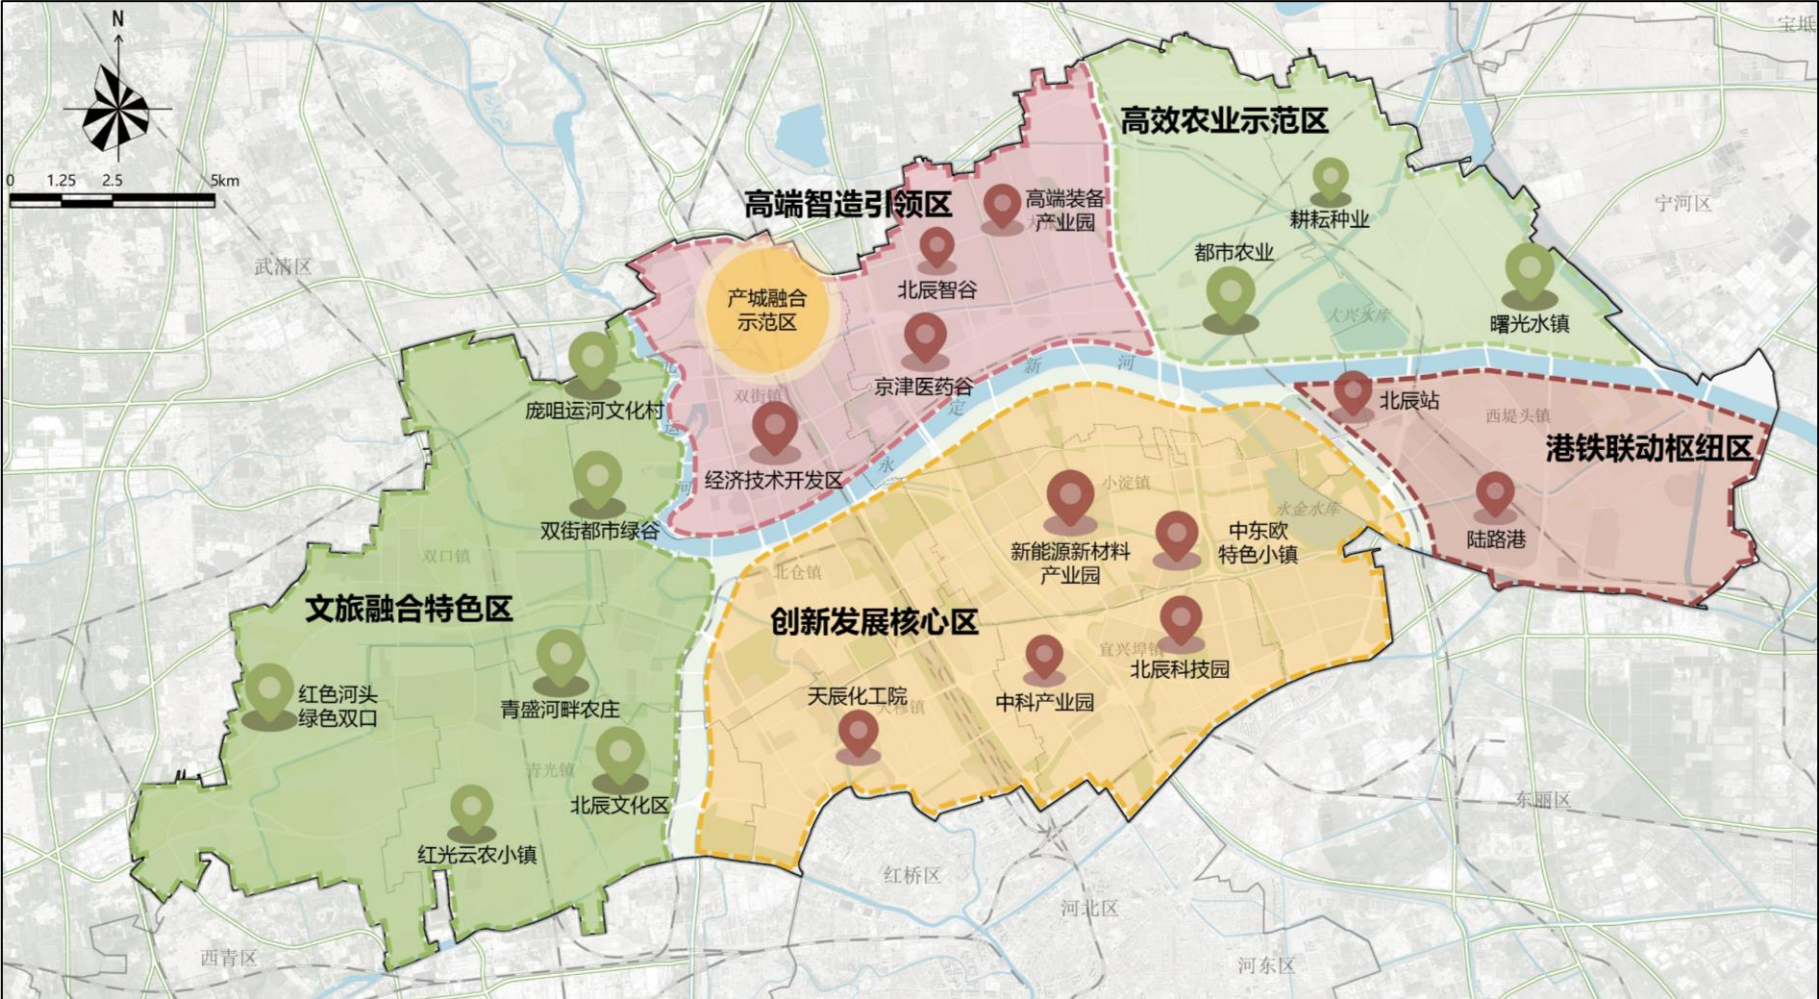 N
宝坻
0 1.25 2.5 5km
高效农业示范区
宁河区
耕耘种业
高端智造引领区
高端装备
产业园
都市农业
武清区
北辰智谷
产城融合
示范区
曙光水镇
大兴水库
京津医药谷
新
河
定
永
双街镇
庞咀运河文化村
北辰站
西堤头镇
港铁联动枢纽区
北
运
河
经济技术开发区
小淀镇
永金水库
双街都市绿谷
新能源新材料
产业园
中东欧
特色小镇
陆路港
双口镇
北仓镇
文旅融合特色区
创新发展核心区
宜兴埠镇
北辰科技园
红色河头
绿色双口
青盛河畔农庄
天辰化工院
中科产业园
青光镇
北辰文化区
红光云农小镇
东丽区
红桥区
河北区
西青区
河东区